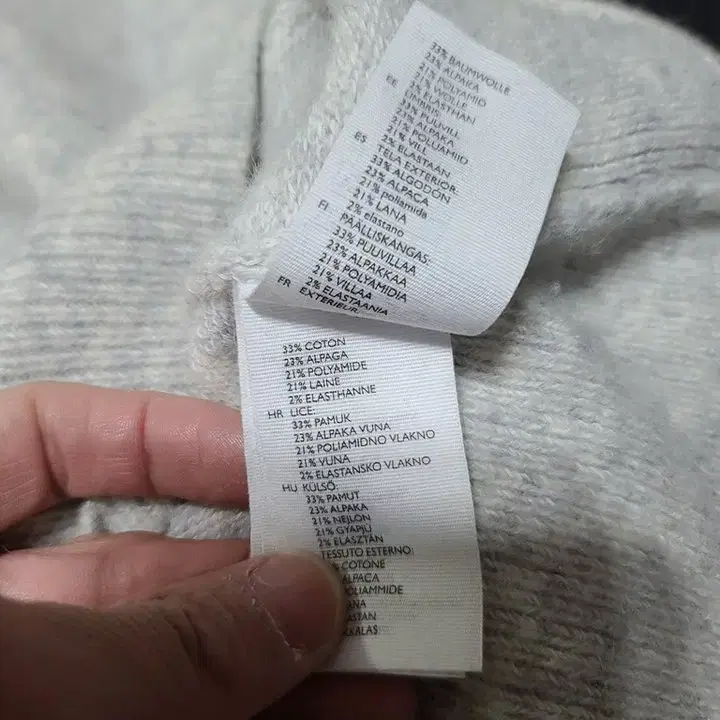 33% BAUMWOLLE
23% ALPAKA
21% POLYAMID
21% WOLLE
2% ELASTHAN
EE ÜMBRIS:
33% PUUVILL
23% ALPAKA
21% POLUAMIID
21% VILL
2% ELASTAAN
ES TELA EXTERIOR:
33% ALGODÓN
23% ALPACA
21% poliamida
21% LANA
2% elastano
FI PÄÄLLISKANGAS:
33% PUUVILLAA
23% ALPAKKAA
21% POLYAMIDIA
21% VILLAA
2% ELASTAANIA
FR EXTERIEUR:
33% COTON
23% ALPAGA
21% POLYAMIDE
21% LAINE
2% ELASTHANNE
HR LICE:
33% PAMUK
23% ALPAKA VUNA
21% POLIAMIDNO VLAKNO
21% VUNA
2% ELASTANSKO VLAKNO
HU KÜLSŐ:
33% PAMUT
23% ALPAKA
21% NEJLON
21% GYAPJÚ
2% ELASZTÁN
TESSUTO ESTERNO:
% COTONE
ALPACA